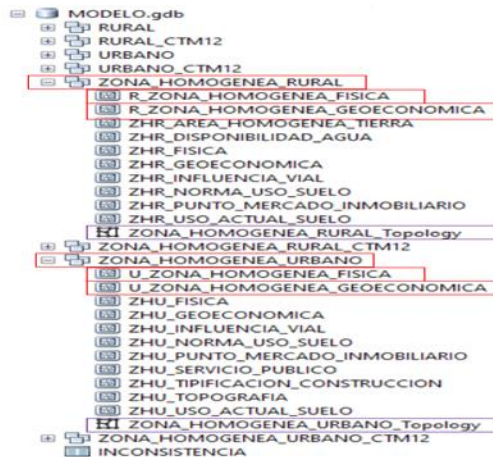 MODELO.gdb
RURAL
RURAL_CTM12
URBANO
URBANO_CTM12
ZONA_HOMOGENEA_RURAL
R_ZONA_HOMOGENEA_FISICA
R_ZONA_HOMOGENEA_GEOECONOMICA
ZHR_AREA_HOMOGENEA_TIERRA
ZHR_DISPONIBILIDAD_AGUA
ZHR_FISICA
ZHR_GEOECONOMICA
ZHR_INFLUENCIA_VIAL
ZHR_NORMA_USO_SUELO
ZHR_PUNTO_MERCADO_INMOBILIARIO
ZHR_USO_ACTUAL_SUELO
ZONA_HOMOGENEA_RURAL_Topology
ZONA_HOMOGENEA_RURAL_CTM12
ZONA_HOMOGENEA_URBANO
U_ZONA_HOMOGENEA_FISICA
U_ZONA_HOMOGENEA_GEOECONOMICA
ZHU_FISICA
ZHU_GEOECONOMICA
ZHU_INFLUENCIA_VIAL
ZHU_NORMA_USO_SUELO
ZHU_PUNTO_MERCADO_INMOBILIARIO
ZHU_SERVICIO_PUBLICO
ZHU_TIPIFICACION_CONSTRUCCION
ZHU_TOPOGRAFIA
ZHU_USO_ACTUAL_SUELO
ZONA_HOMOGENEA_URBANO_Topology
ZONA_HOMOGENEA_URBANO_CTM12
INCONSISTENCIA